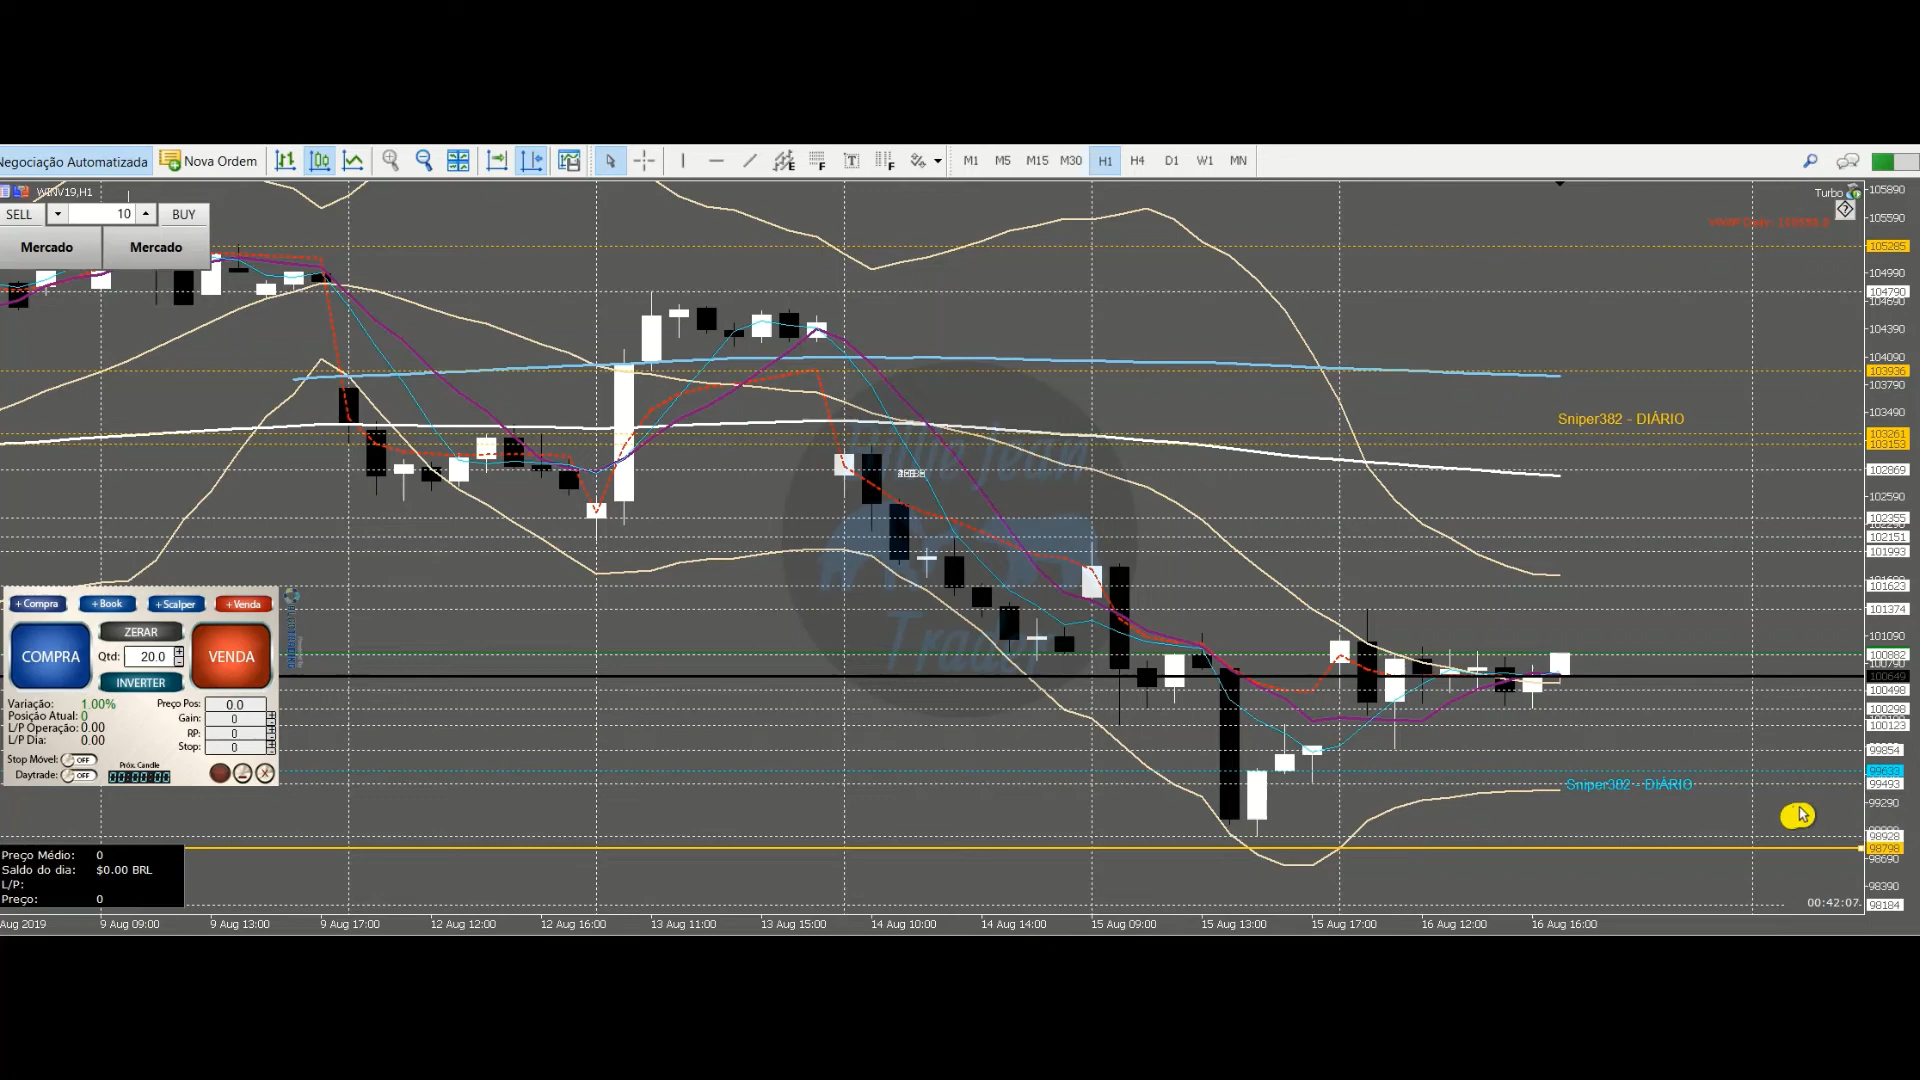 Negociação Automatizada Nova Ordem M1 M5 M15 M30 H1 H4 D1 W1 MN
WINV19,H1
Turbo
SELL 10 BUY
Mercado Mercado
105890
105590
105285
104990
104790
104690
104390
104090
103936
103790
103490
Sniper382 - DIÁRIO
103261
103153
102869
102590
102355
102151
101993
101623
101374
101090
100882
100790
100649
100498
100298
100123
99854
99633
99493
Sniper382 - DIÁRIO
99290
98928
98798
98690
98390
98184
Trader
+Compra +Book +Scalper +Venda
COMPRA ZERAR VENDA
Qtd: 20.0
INVERTER
Variação: 1.00% Preço Pos: 0.0
Posição Atual: 0 Gain: 0
L/P Operação: 0.00 RP: 0
L/P Dia: 0.00 Stop: 0
Stop Móvel: OFF Próx. Candle
Daytrade: OFF 00:00:00
Preço Médio: 0
Saldo do dia: $0.00 BRL
L/P:
Preço: 0
00:42:07
Aug 2019 9 Aug 09:00 9 Aug 13:00 9 Aug 17:00 12 Aug 12:00 12 Aug 16:00 13 Aug 11:00 13 Aug 15:00 14 Aug 10:00 14 Aug 14:00 15 Aug 09:00 15 Aug 13:00 15 Aug 17:00 16 Aug 12:00 16 Aug 16:00